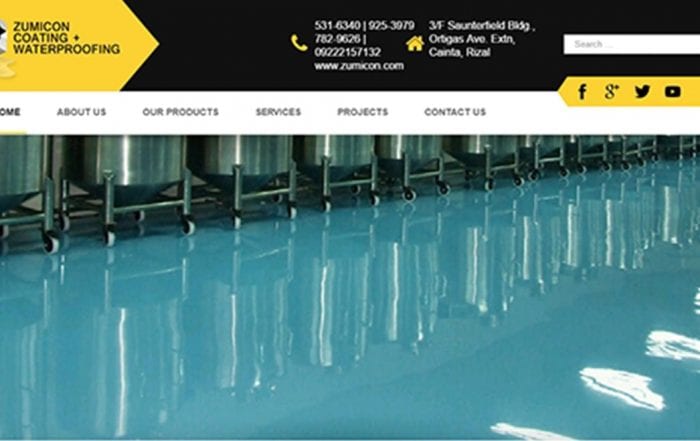 ZUMICON
COATING +
WATERPROOFING
531-6340 | 925-3979
782-9626 |
09222157132
www.zumicon.com
3/F Saunterfield Bldg.,
Ortigas Ave. Extn,
Cainta, Rizal
Search ...
OME
ABOUT US
OUR PRODUCTS
SERVICES
PROJECTS
CONTACT US